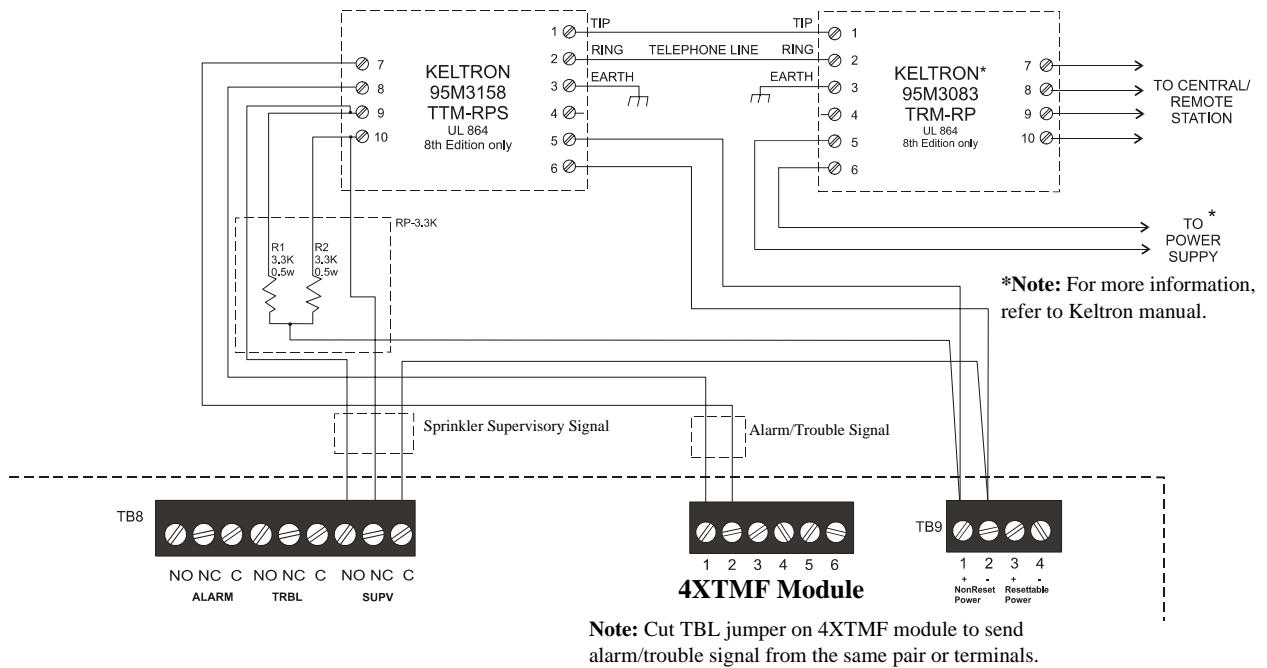 TIP TIP
1 1
RING TELEPHONE LINE RING
2 2
EARTH EARTH
3 3
4 4
5 5
6 6
7
8
9
10
KELTRON
95M3158
TTM-RPS
UL 864
8th Edition only
KELTRON*
95M3083
TRM-RP
UL 864
8th Edition only
7
8
9
10
TO CENTRAL/
REMOTE
STATION
TO *
POWER
SUPPY
*Note: For more information,
refer to Keltron manual.
RP-3.3K
R1 R2
3.3K 3.3K
0.5w 0.5w
Sprinkler Supervisory Signal
Alarm/Trouble Signal
TB8
NO NC C NO NC C NO NC C
ALARM TRBL SUPV
1 2 3 4 5 6
4XTMF Module
TB9
1 2 3 4
+ - + -
NonReset Resettable
Power Power
Note: Cut TBL jumper on 4XTMF module to send
alarm/trouble signal from the same pair or terminals.